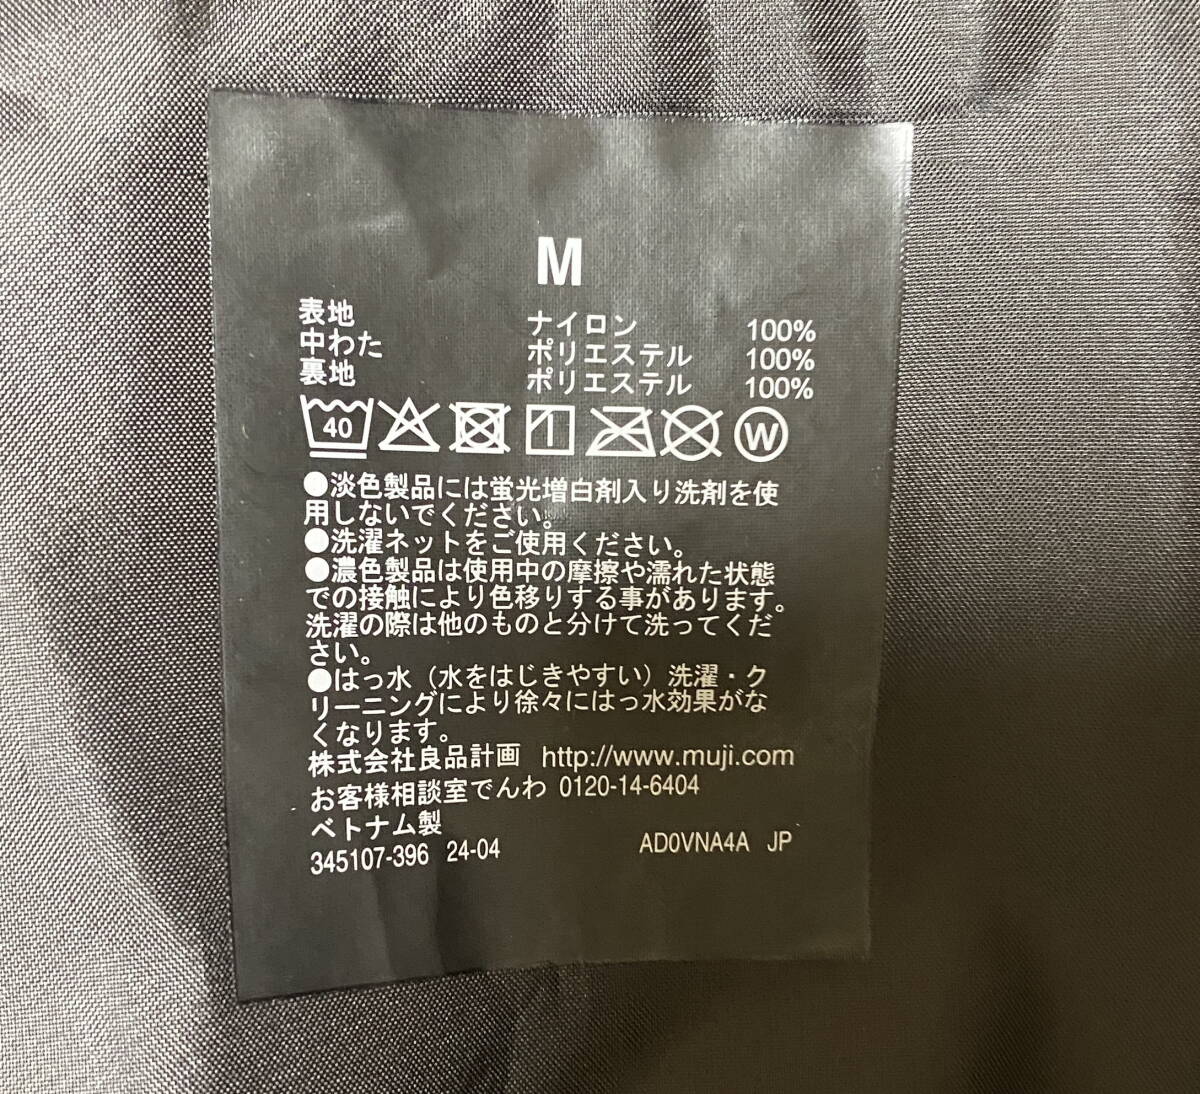 M
表地 ナイロン 100%
中わた ポリエステル 100%
裏地 ポリエステル 100%
40 W
●淡色製品には蛍光増白剤入り洗剤を使
用しないでください。
●洗濯ネットをご使用ください。
●濃色製品は使用中の摩擦や濡れた状態
での接触により色移りする事があります。
洗濯の際は他のものと分けて洗ってくだ
さい。
●はっ水（水をはじきやすい）洗濯・ク
リーニングにより徐々にはっ水効果がな
くなります。
株式会社良品計画 http://www.muji.com
お客様相談室でんわ 0120-14-6404
ベトナム製
345107-396 24-04 AD0VNA4A JP